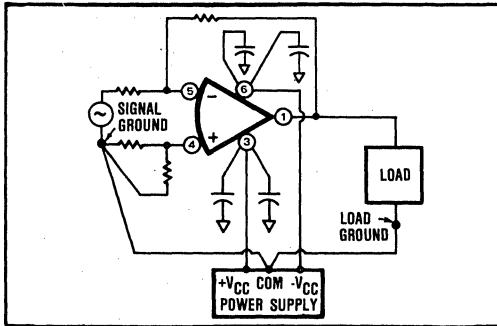 5
6
−
SIGNAL
GROUND
1
4
+
3
LOAD
LOAD
GROUND
+VCC COM -VCC
POWER SUPPLY